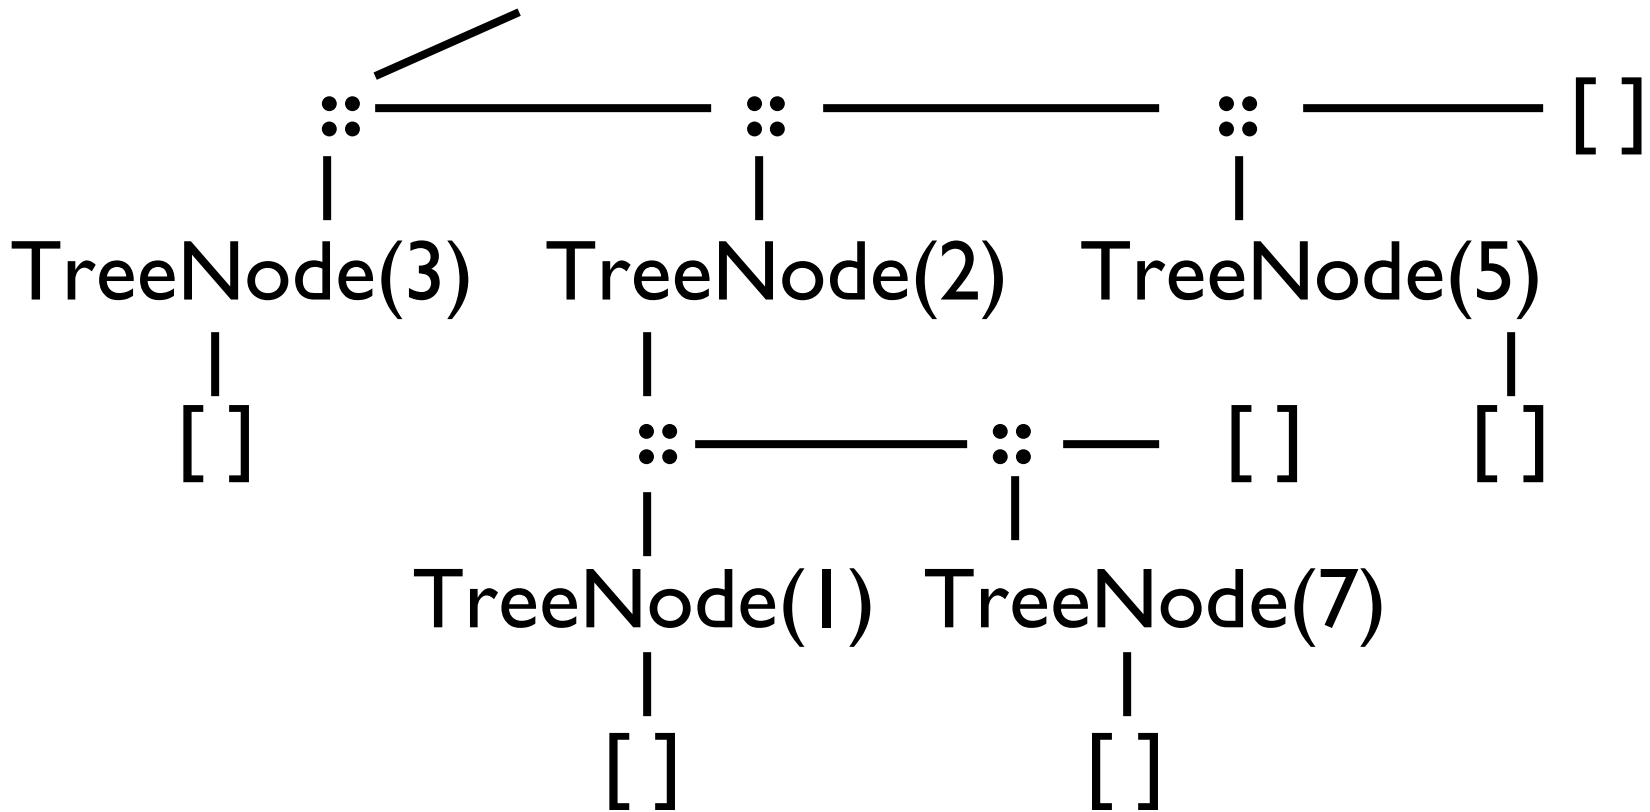 :: :: :: []
TreeNode(3) TreeNode(2) TreeNode(5)
[] :: :: [] []
TreeNode(1) TreeNode(7)
[] []